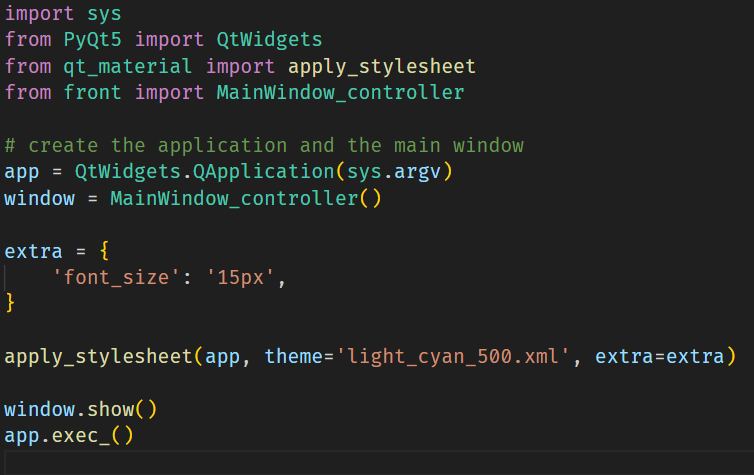 import sys
from PyQt5 import QtWidgets
from qt_material import apply_stylesheet
from front import MainWindow_controller

# create the application and the main window
app = QtWidgets.QApplication(sys.argv)
window = MainWindow_controller()

extra = {
    'font_size': '15px',
}

apply_stylesheet(app, theme='light_cyan_500.xml', extra=extra)

window.show()
app.exec_()